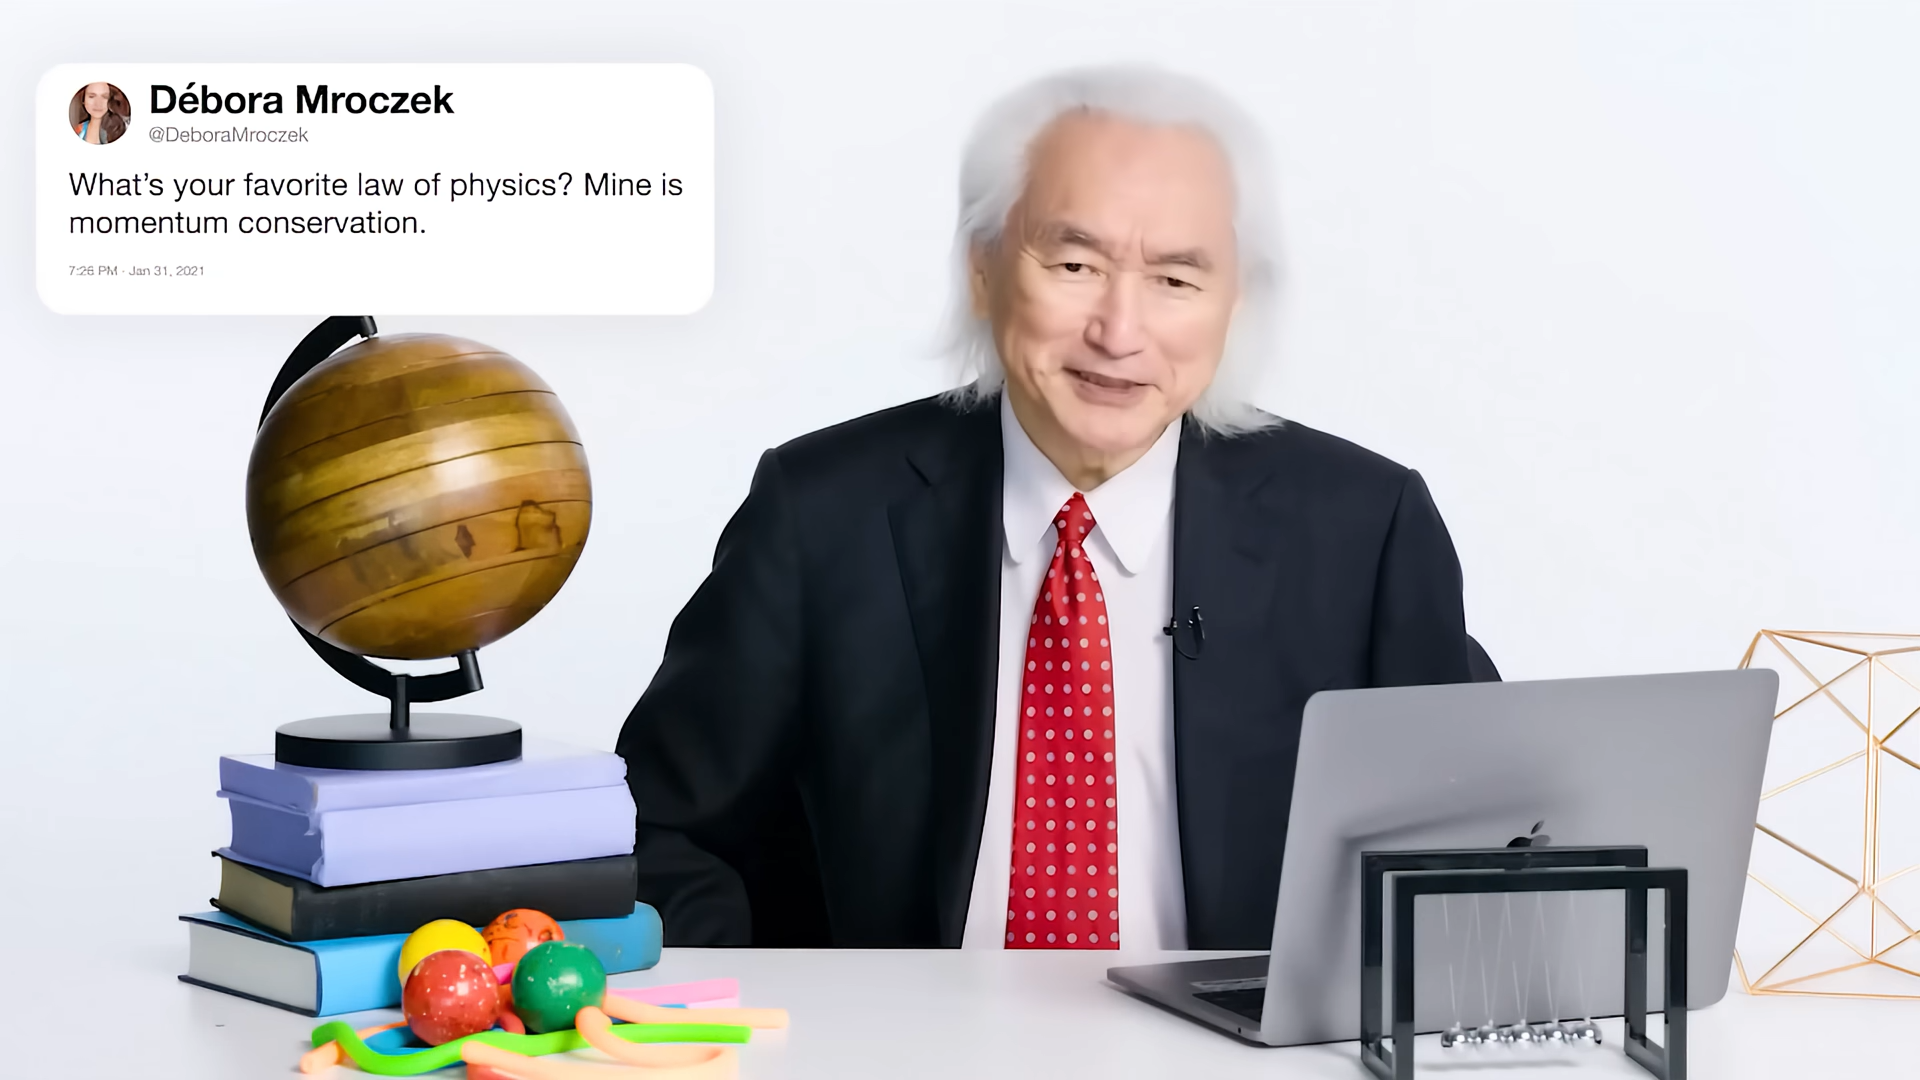 Débora Mroczek
@DeboraMroczek
What's your favorite law of physics? Mine is
momentum conservation.
7:26 PM · Jan 31, 2021